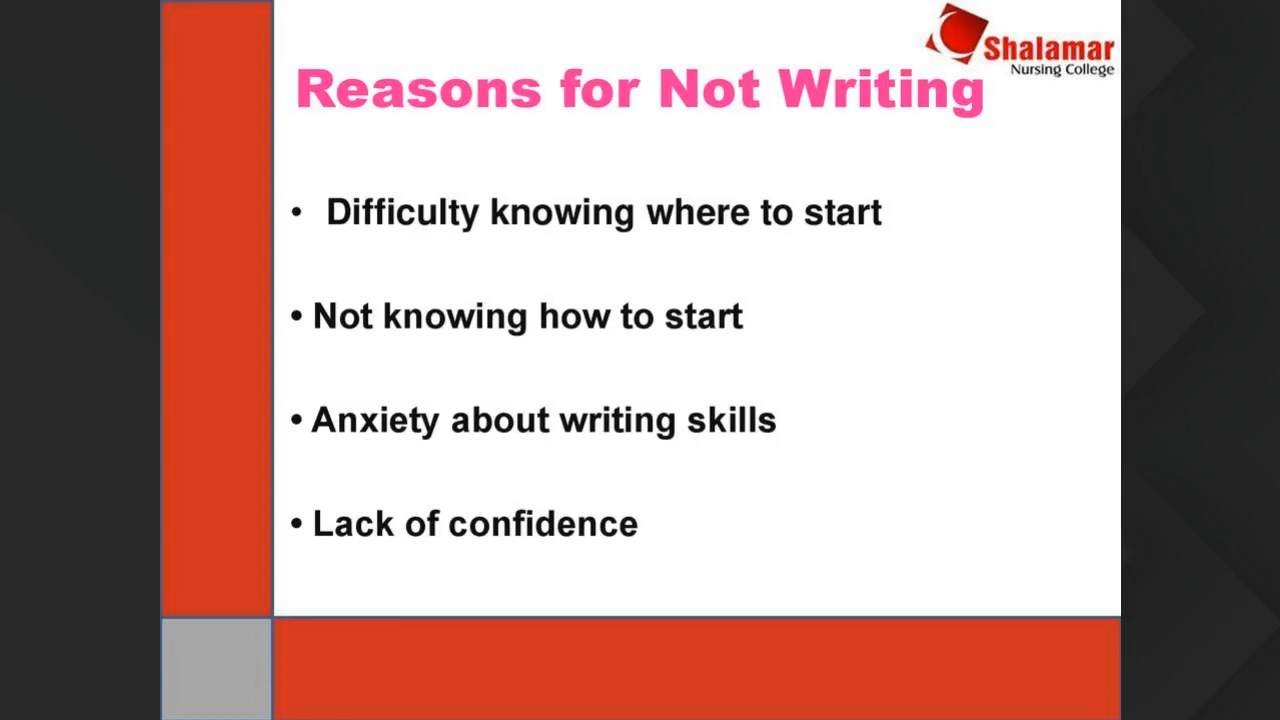 Shalamar
Nursing College
Reasons for Not Writing
• Difficulty knowing where to start
• Not knowing how to start
• Anxiety about writing skills
• Lack of confidence